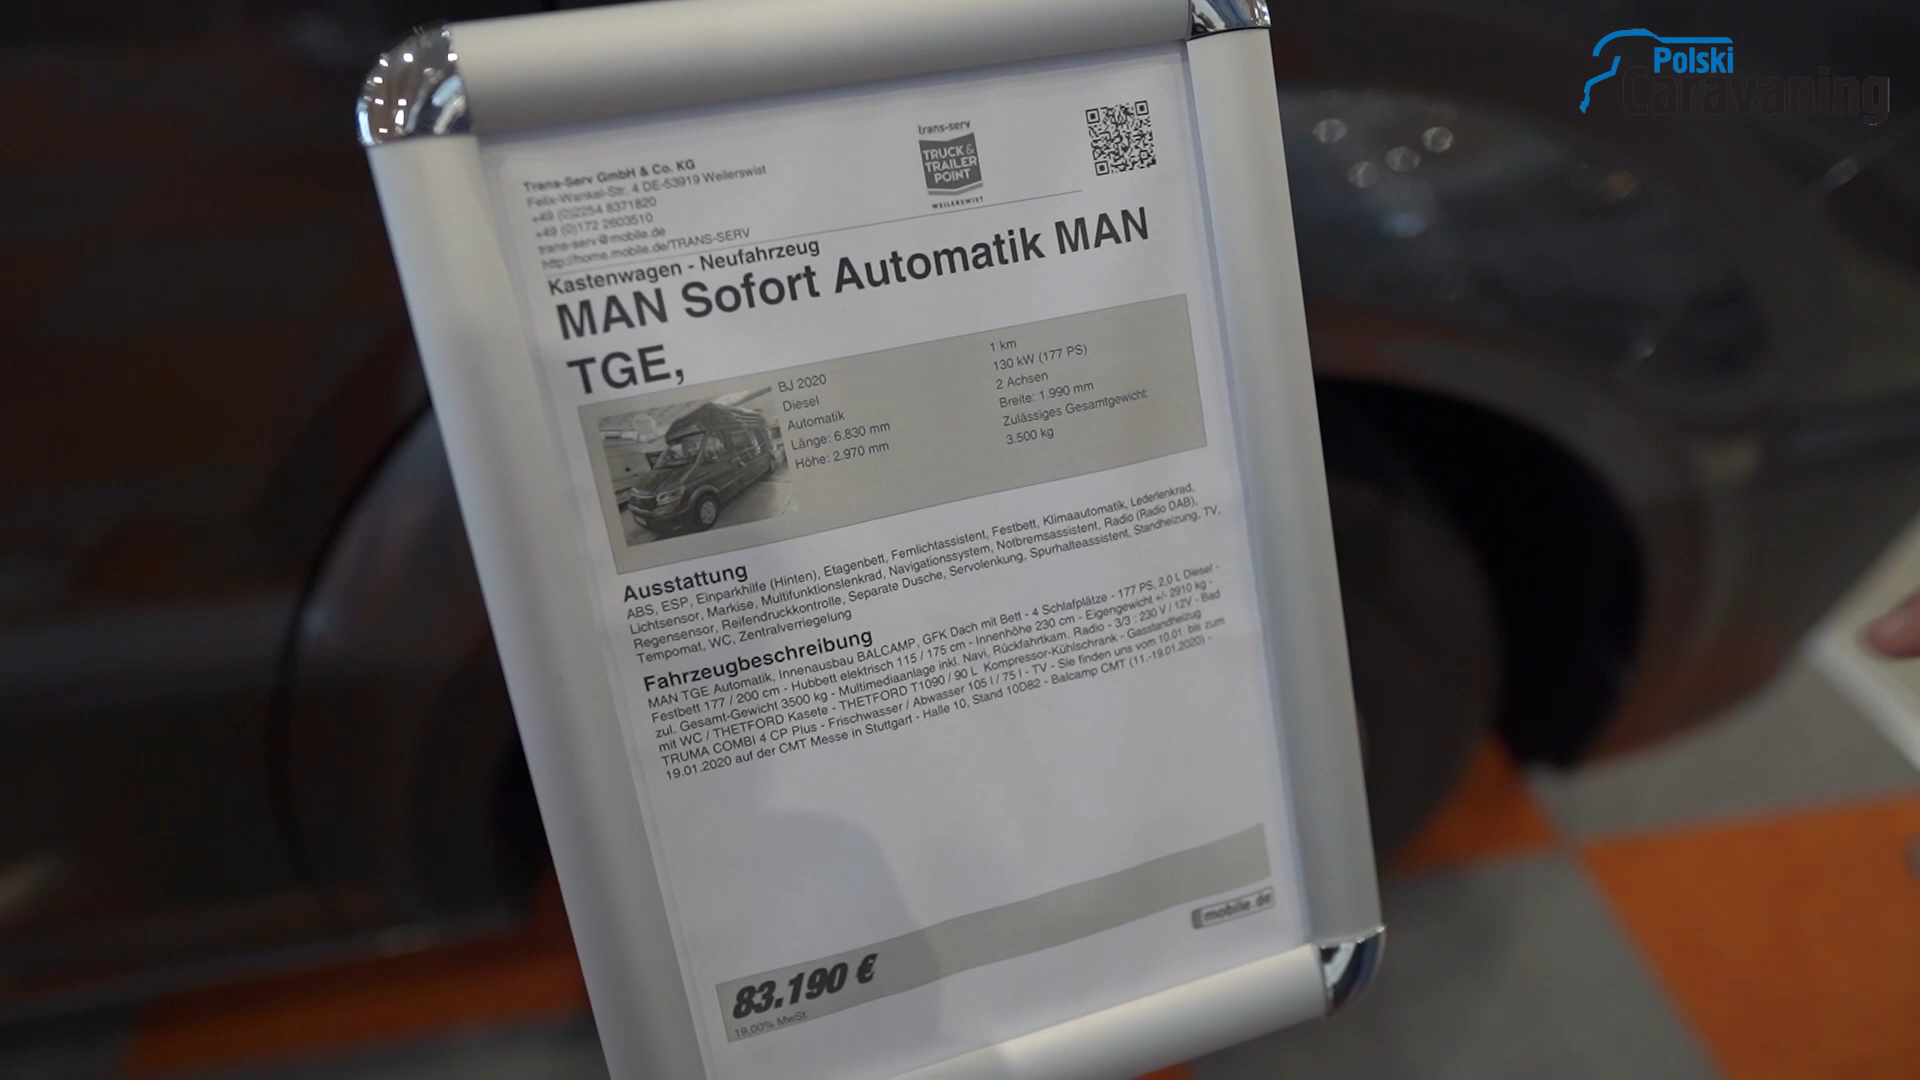 Polski
Caravaning
Trans-Serv GmbH & Co. KG
Felix-Wankel-Str. 4 DE-53919 Weilerswist
+49 (0)2254 8371820
+49 (0)172 2603510
trans-serv@mobile.de
http://home.mobile.de/TRANS-SERV
trans-serv
TRUCK &
TRAILER
POINT
WEILERSWIST
Kastenwagen - Neufahrzeug
MAN Sofort Automatik MAN
TGE,
BJ 2020
Diesel
Automatik
Länge: 6.830 mm
Höhe: 2.970 mm
1 km
130 kW (177 PS)
2 Achsen
Breite: 1.990 mm
Zulässiges Gesamtgewicht:
3.500 kg
Ausstattung
ABS, ESP, Einparkhilfe (Hinten), Etagenbett, Fernlichtassistent, Festbett, Klimaautomatik, Lederlenkrad,
Lichtsensor, Markise, Multifunktionslenkrad, Navigationssystem, Notbremsassistent, Radio (Radio DAB),
Regensensor, Reifendruckkontrolle, Separate Dusche, Servolenkung, Spurhalteassistent, Standheizung, TV,
Tempomat, WC, Zentralverriegelung
Fahrzeugbeschreibung
MAN TGE Automatik, Innenausbau BALCAMP, GFK Dach mit Bett - 4 Schlafplätze - 177 PS, 2.0 L Diesel -
Festbett 177 / 200 cm - Hubbett elektrisch 115 / 175 cm - Innenhöhe 230 cm - Eigengewicht +/- 2910 kg -
zul. Gesamt-Gewicht 3500 kg - Multimediaanlage inkl. Navi, Rückfahrtkam. Radio - 3/3 : 230 V / 12V - Bad
mit WC / THETFORD Kasete - THETFORD T1090 / 90 L Kompressor-Kühlschrank - Gasstandheizung
TRUMA COMBI 4 CP Plus - Frischwasser / Abwasser 105 l / 75 l - TV - Sie finden uns vom 10.01. bis zum
19.01.2020 auf der CMT Messe in Stuttgart - Halle 10, Stand 10D82 - Balcamp CMT (11.-19.01.2020) -
mobile.de
83.190 €
19,00% MwSt.